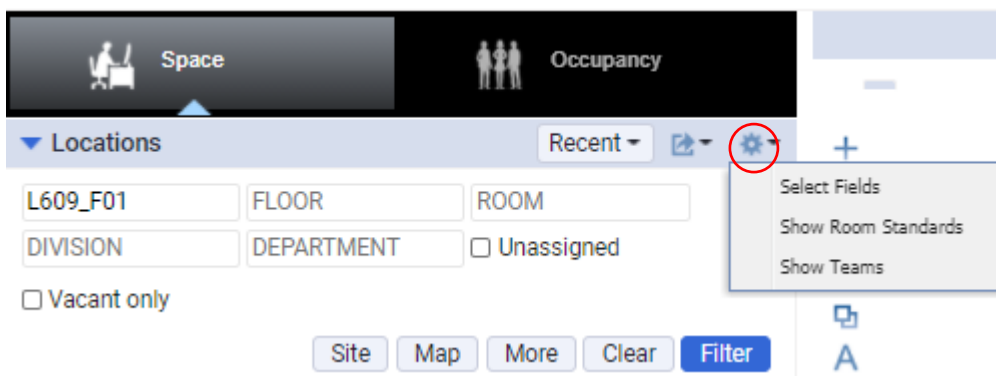 Space Occupancy
Locations Recent
L609_F01 FLOOR ROOM
DIVISION DEPARTMENT Unassigned
Vacant only
Select Fields
Show Room Standards
Show Teams
Site Map More Clear Filter
A